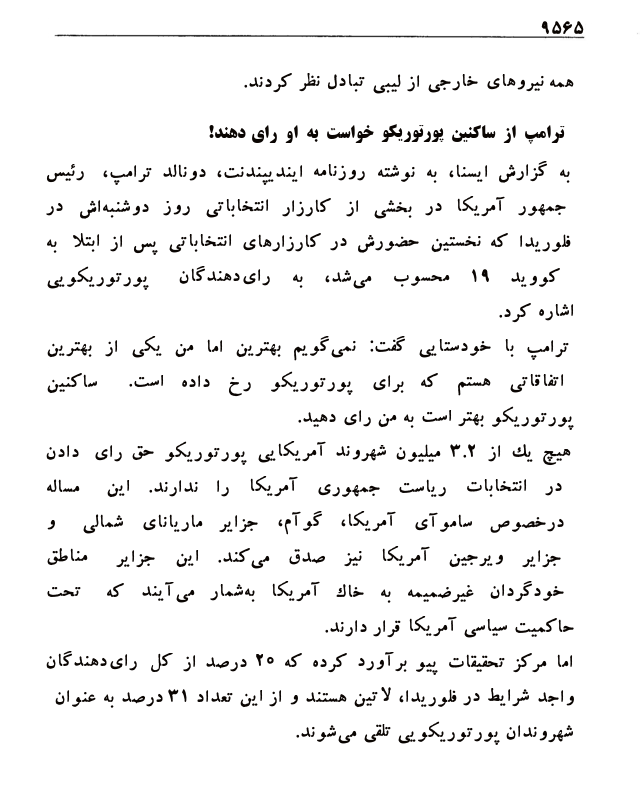 ۹۵۶۵
همه نیروهای خارجی از لیبی تبادل نظر کردند.
ترامپ از ساکنین پورتوریکو خواست به او رای دهند!
به گزارش ایسنا، به نوشته روزنامه ایندیپندنت، دونالد ترامپ، رئیس
جمهور آمریکا در بخشی از کارزار انتخاباتی روز دوشنبه‌اش در
فلوریدا که نخستین حضورش در کارزارهای انتخاباتی پس از ابتلا به
کووید ۱۹ محسوب می‌شد، به رای‌دهندگان پورتوریکویی
اشاره کرد.
ترامپ با خودستایی گفت: نمی‌گویم بهترین اما من یکی از بهترین
اتفاقاتی هستم که برای پورتوریکو رخ داده است. ساکنین
پورتوریکو بهتر است به من رای دهید.
هیچ یك از ۳.۲ میلیون شهروند آمریکایی پورتوریکو حق رای دادن
در انتخابات ریاست جمهوری آمریکا را ندارند. این مساله
درخصوص ساموآی آمریکا، گوآم، جزایر ماریانای شمالی و
جزایر ویرجین آمریکا نیز صدق می‌کند. این جزایر مناطق
خودگردان غیرضمیمه به خاك آمریکا به‌شمار می‌آیند که تحت
حاکمیت سیاسی آمریکا قرار دارند.
اما مرکز تحقیقات پیو برآورد کرده که ۲۰ درصد از کل رای‌دهندگان
واجد شرایط در فلوریدا، لاتین هستند و از این تعداد ۳۱ درصد به عنوان
شهروندان پورتوریکویی تلقی می‌شوند.